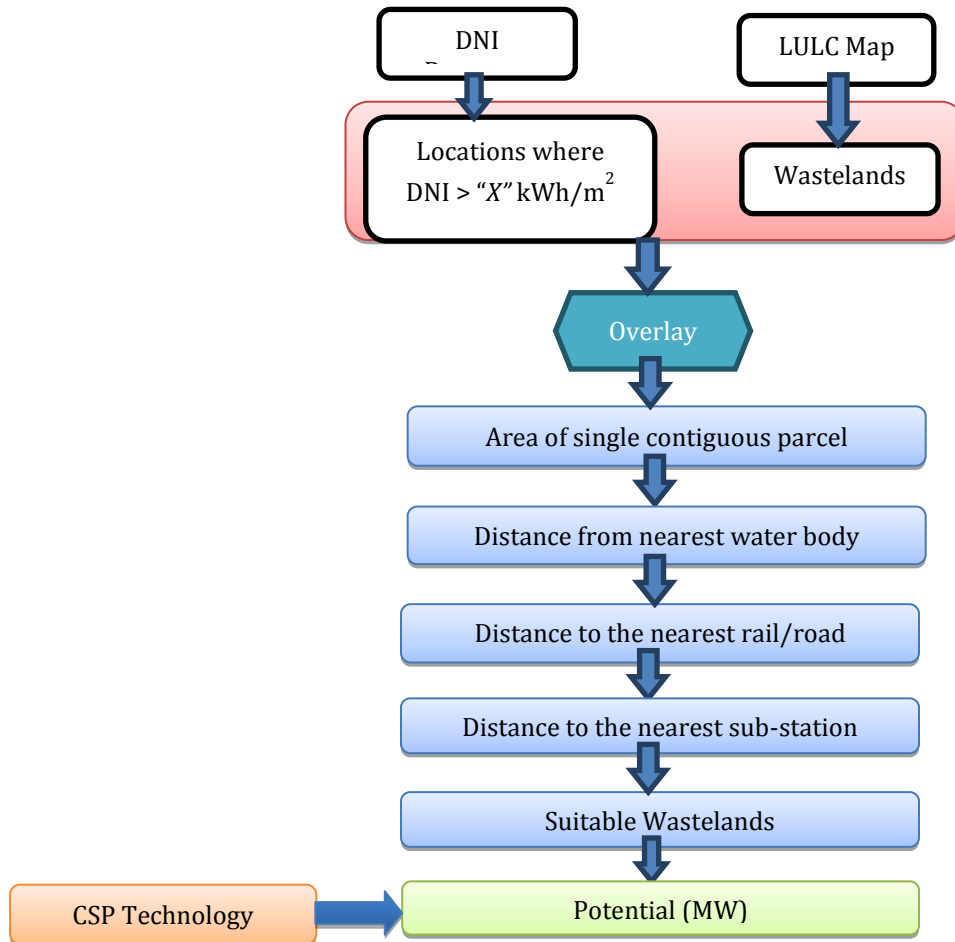 DNI
LULC Map
Locations where
DNI > “X” kWh/m²
Wastelands
Overlay
Area of single contiguous parcel
Distance from nearest water body
Distance to the nearest rail/road
Distance to the nearest sub-station
Suitable Wastelands
CSP Technology
Potential (MW)